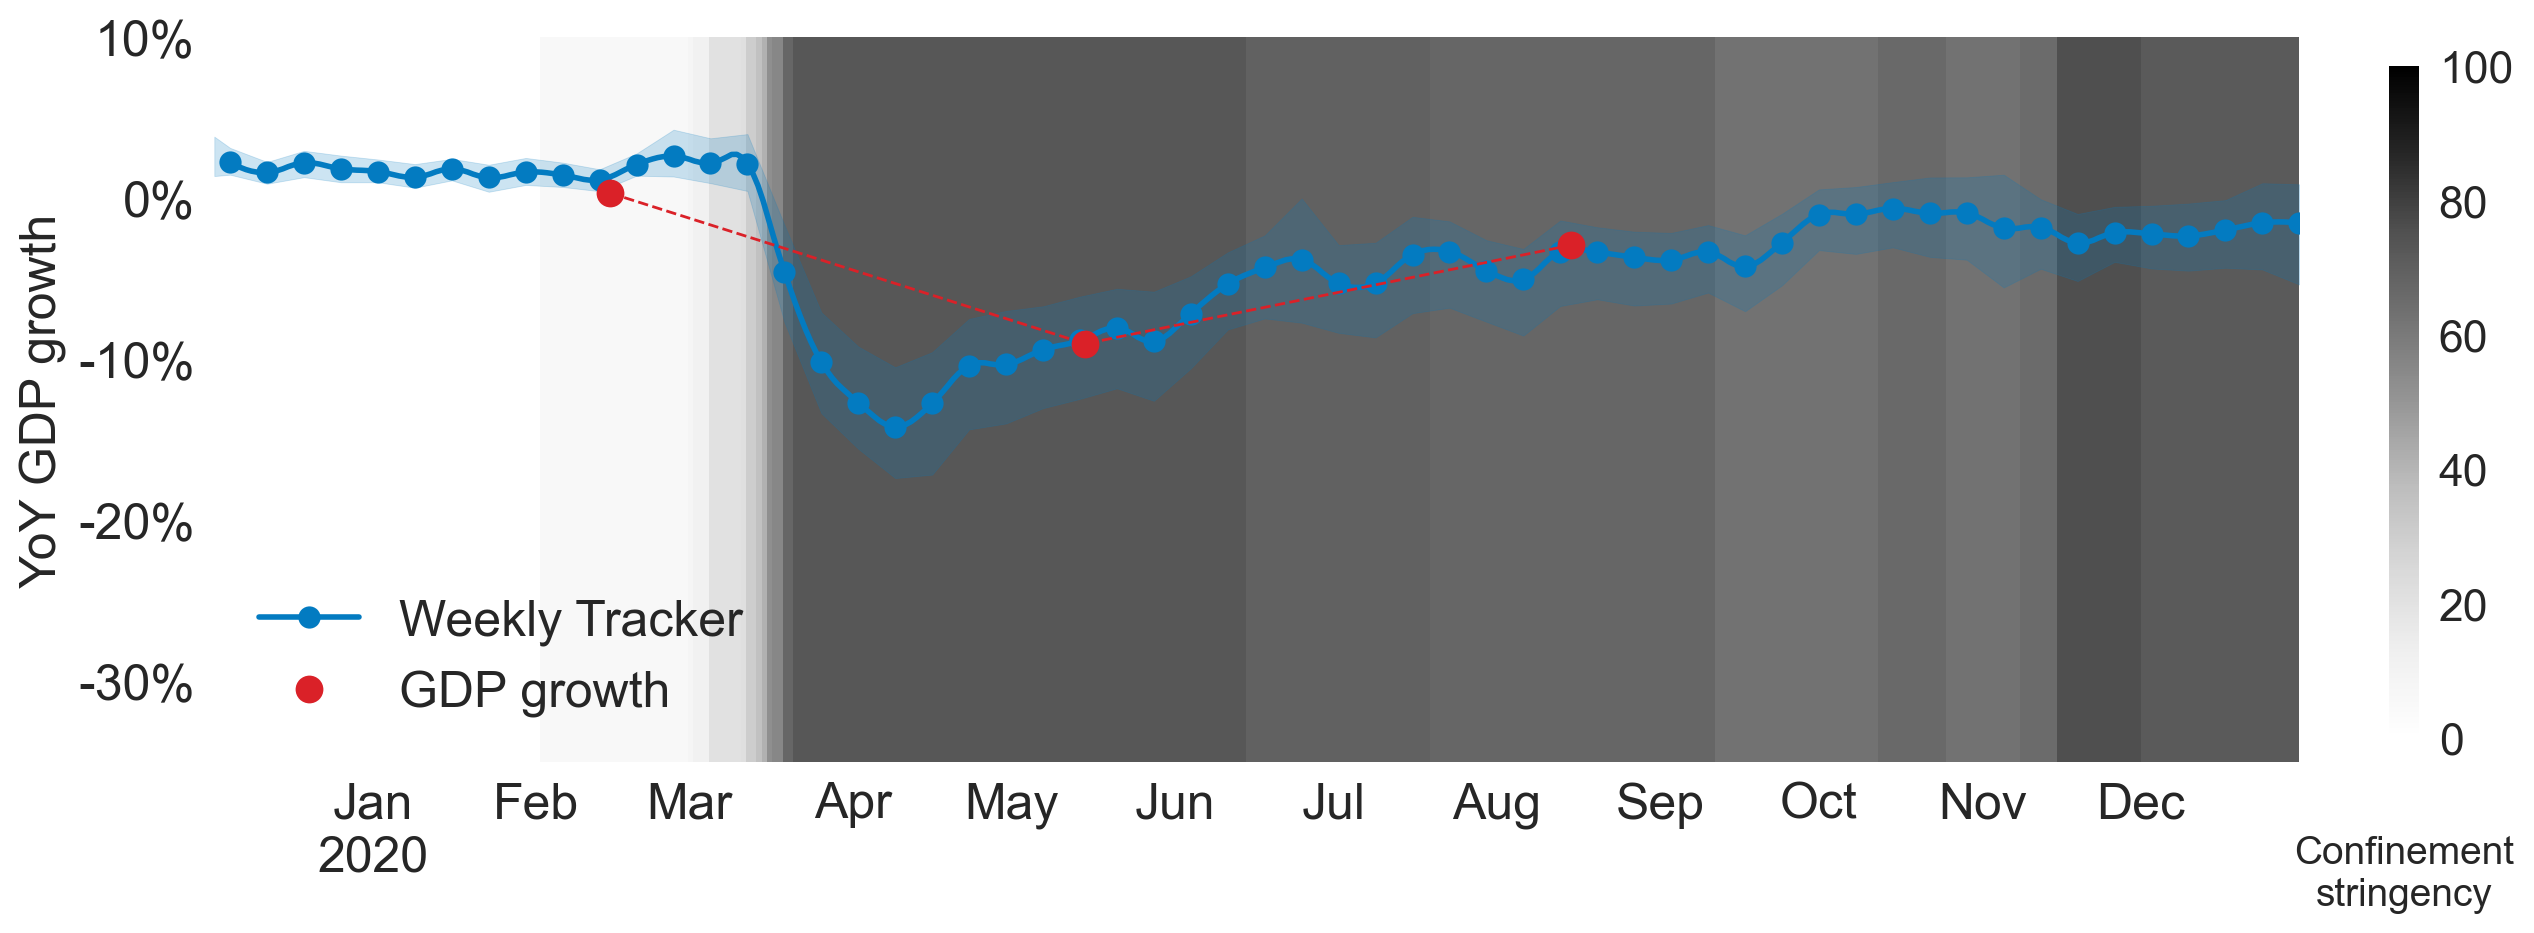 10%
0%
-10%
-20%
-30%
YoY GDP growth
Weekly Tracker
GDP growth
Jan Feb Mar Apr May Jun Jul Aug Sep Oct Nov Dec
2020
100
80
60
40
20
0
Confinement
stringency